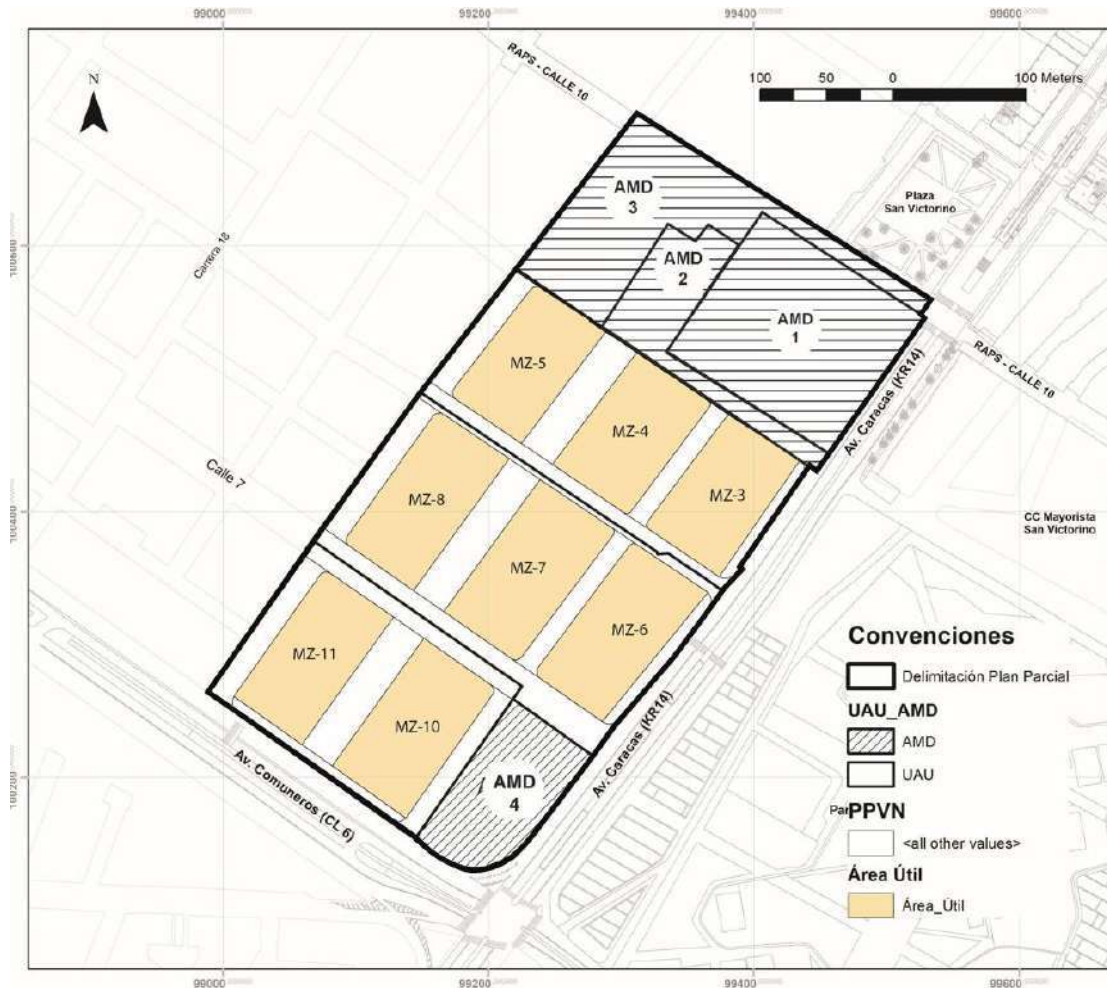 99000
99200
99400
99600
RAPS - CALLE 10
100 50 0 100 Meters
N
AMD
3
Plaza
San Victorino
AMD
2
AMD
1
100600
Carrera 18
RAPS - CALLE 10
Av. Caracas (KR14)
MZ-5
MZ-4
MZ-3
Calle 7
MZ-8
100400
CC Mayorista
San Victorino
MZ-7
MZ-6
MZ-11
MZ-10
Av. Caracas (KR14)
AMD
4
Av. Comuneros (CL 6)
100200
Convenciones
Delimitación Plan Parcial
UAU_AMD
AMD
UAU
Par
PPVN
<all other values>
Área Útil
Área_Útil
99000
99200
99400
99600